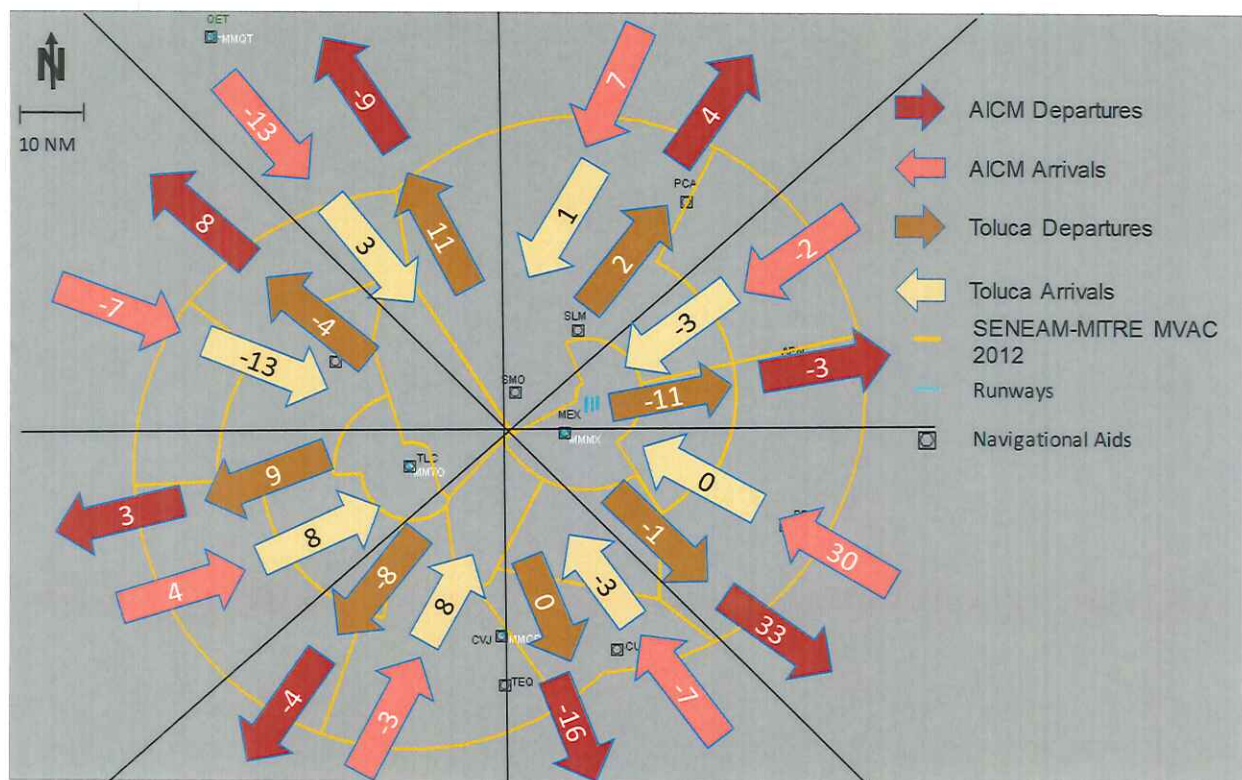 QET
MMQT
N
10 NM
-9
-13
7
4
PCA
AICM Departures
AICM Arrivals
Toluca Departures
Toluca Arrivals
SENEAM-MITRE MVAC
2012
Runways
Navigational Aids
8
3
11
1
2
-2
-7
-4
-13
SLM
-3
-3
SMO
-11
MEX
MMMX
TLC
MMTO
9
3
8
4
0
-1
30
-8
8
0
-3
33
CVJ
TEQ
-4
-3
-16
-7